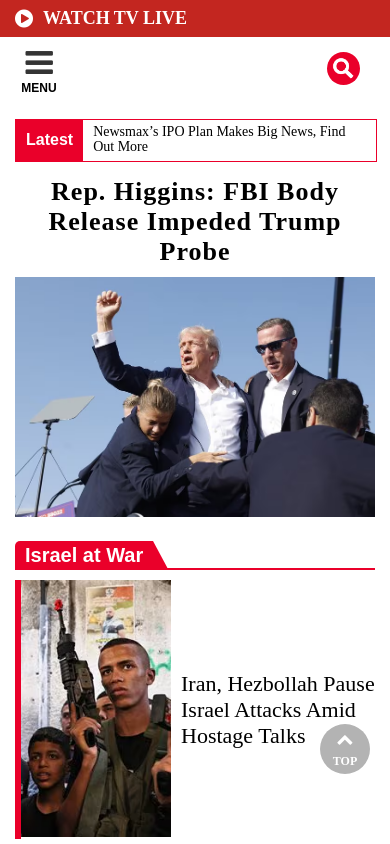 WATCH TV LIVE
MENU
Latest
Newsmax’s IPO Plan Makes Big News, Find
Out More
Rep. Higgins: FBI Body
Release Impeded Trump
Probe
Israel at War
Iran, Hezbollah Pause
Israel Attacks Amid
Hostage Talks
TOP